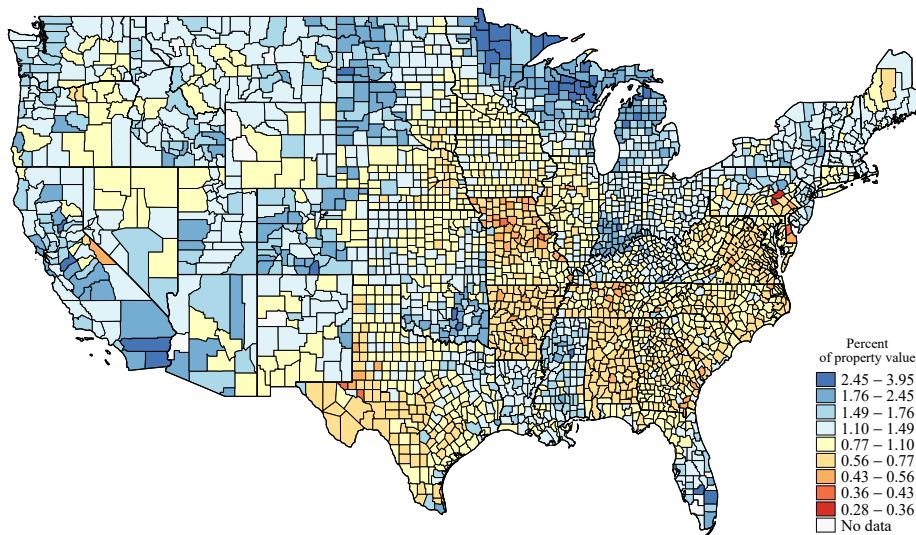 Percent
of property value
2.45 – 3.95
1.76 – 2.45
1.49 – 1.76
1.10 – 1.49
0.77 – 1.10
0.56 – 0.77
0.43 – 0.56
0.36 – 0.43
0.28 – 0.36
No data